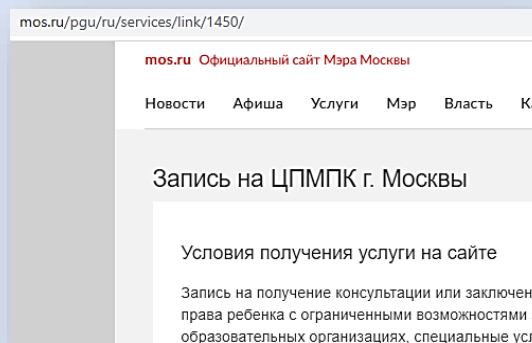 mos.ru/pgu/ru/services/link/1450/
mos.ru Официальный сайт Мэра Москвы
Новости Афиша Услуги Мэр Власть
Запись на ЦПМПК г. Москвы
Условия получения услуги на сайте
Запись на получение консультации или заключен
права ребенка с ограниченными возможностями
образовательных организациях, специальные усл